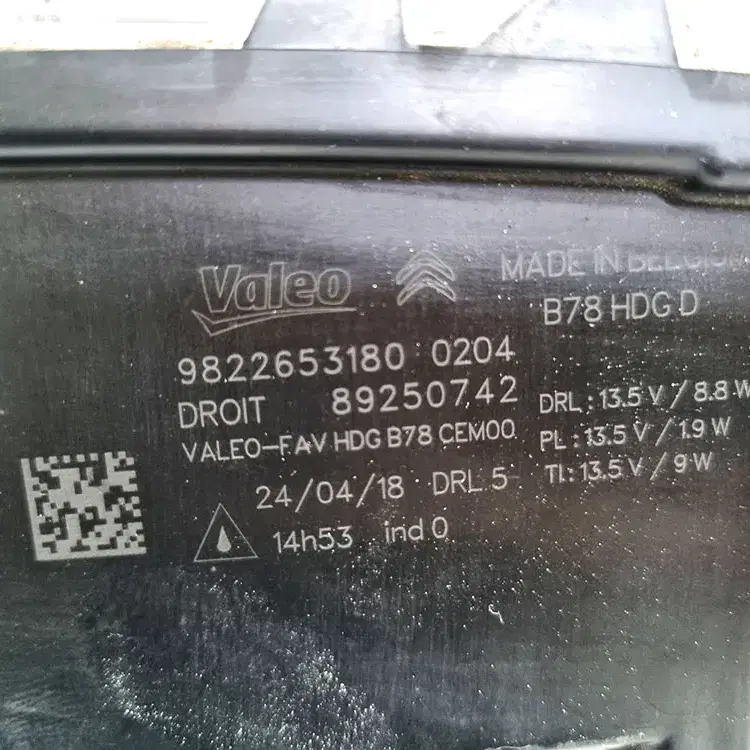 Valeo MADE IN BELGIUM
B78 HDG D
9822653180 0204
DROIT 89250742 DRL: 13.5 V / 8.8 W
VALEO-FAV HDG B78 CEM00 PL: 13.5 V / 1.9 W
24/04/18 DRL 5 TI: 13.5 V / 9 W
14h53 ind 0